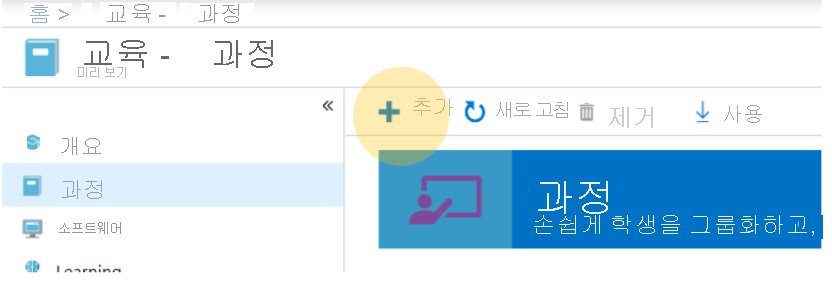 홈 > 교육 - 과정
교육 - 과정
미리 보기
«
추가 새로 고침 제거 사용
개요
과정
소프트웨어
Learning
과정
손쉽게 학생을 그룹화하고,